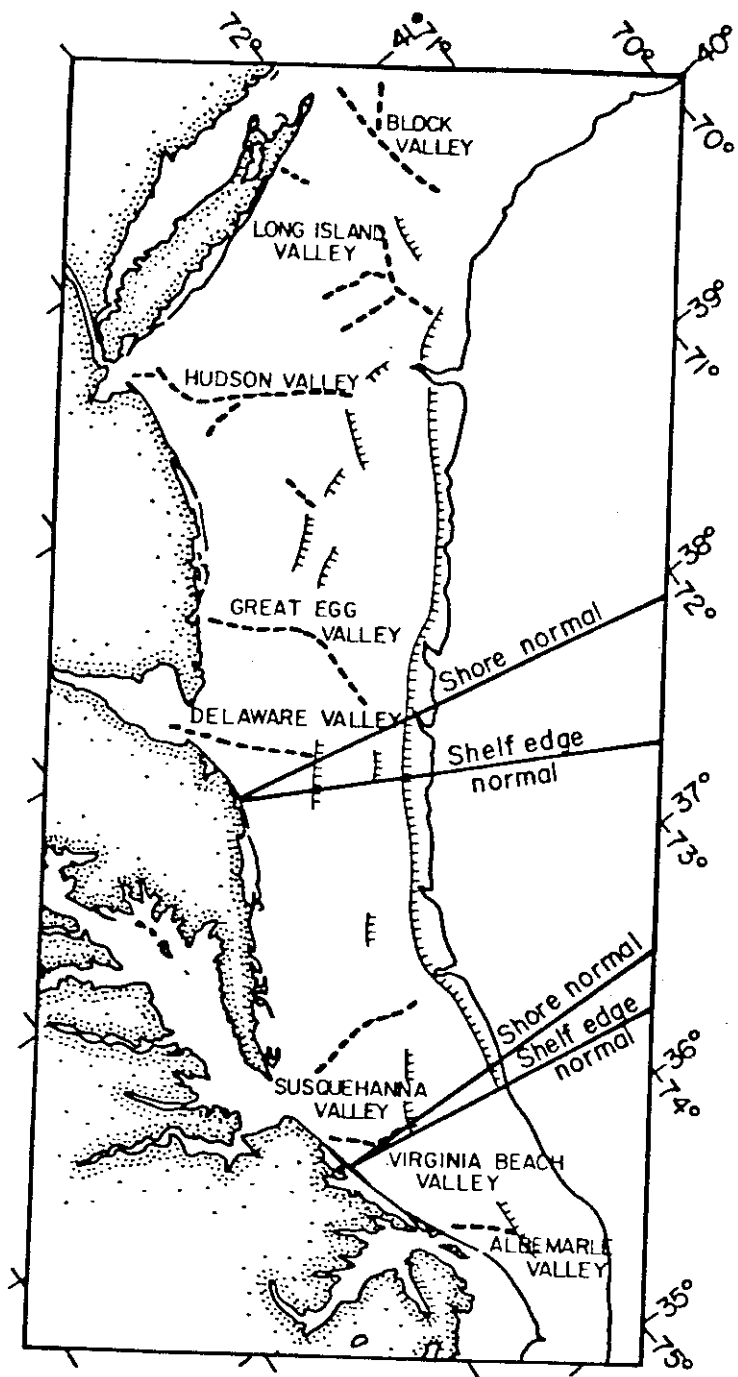 72°
41°
71°
70°
40°
70°
BLOCK
VALLEY
LONG ISLAND
VALLEY
39°
71°
HUDSON VALLEY
38°
72°
GREAT EGG
VALLEY
Shore normal
DELAWARE VALLEY
Shelf edge
normal
37°
73°
Shore normal
Shelf edge
normal
36°
74°
SUSQUEHANNA
VALLEY
VIRGINIA BEACH
VALLEY
ALBEMARLE
VALLEY
35°
75°